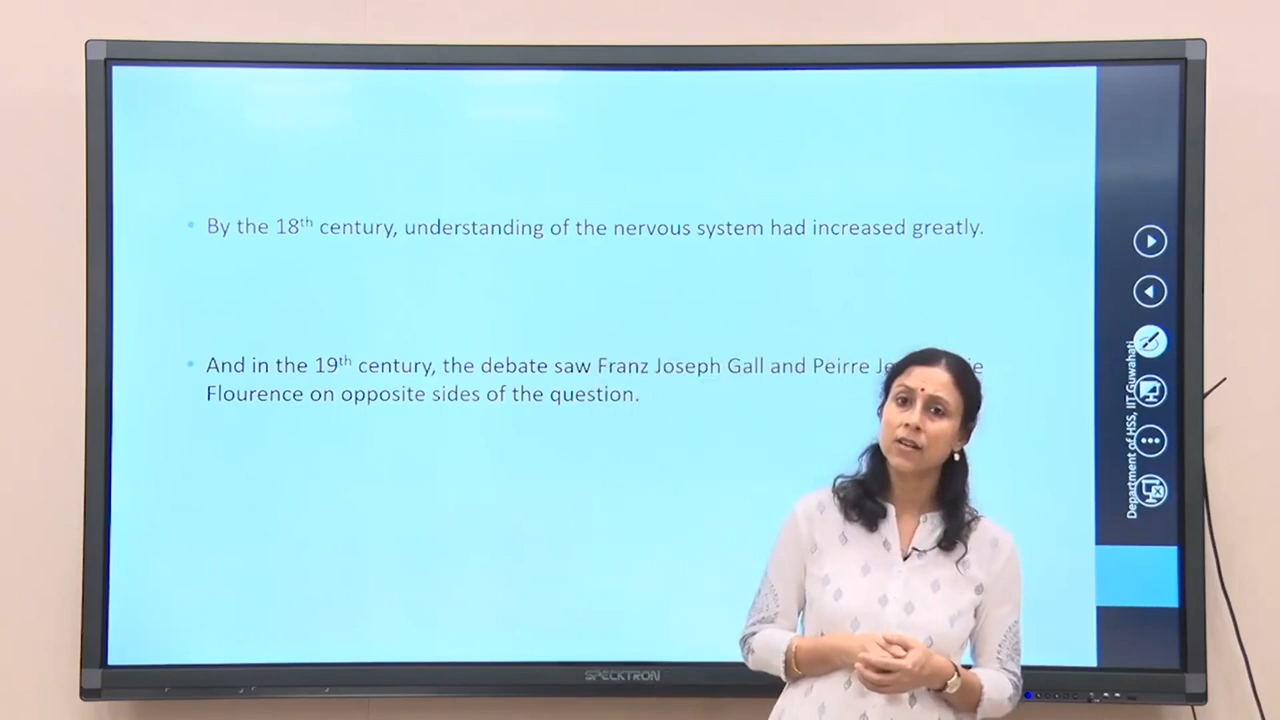 By the 18th century, understanding of the nervous system had increased greatly.
And in the 19th century, the debate saw Franz Joseph Gall and Peirre
Flourence on opposite sides of the question.
Department of HSS, IIT Guwahati
SPECKTRON